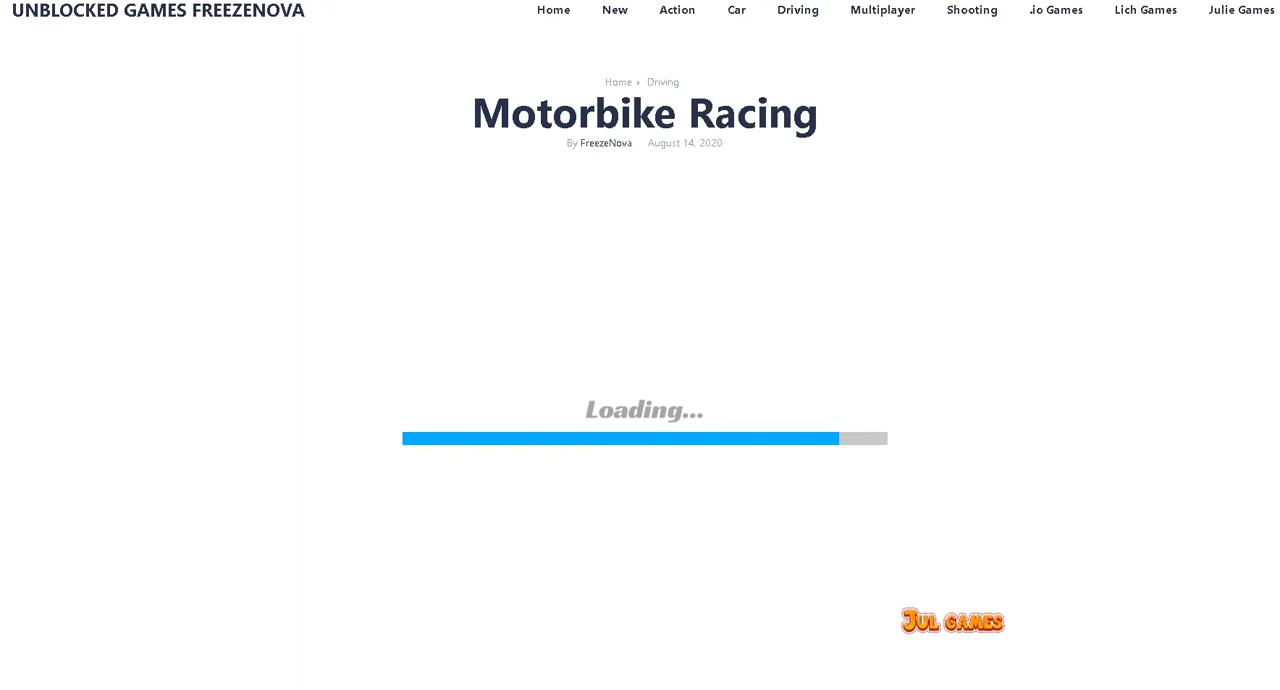 UNBLOCKED GAMES FREEZENOVA
Home New Action Car Driving Multiplayer Shooting .io Games Lich Games Julie Games
Home › Driving
Motorbike Racing
By FreezeNova August 14, 2020
Loading...
JUL GAMES